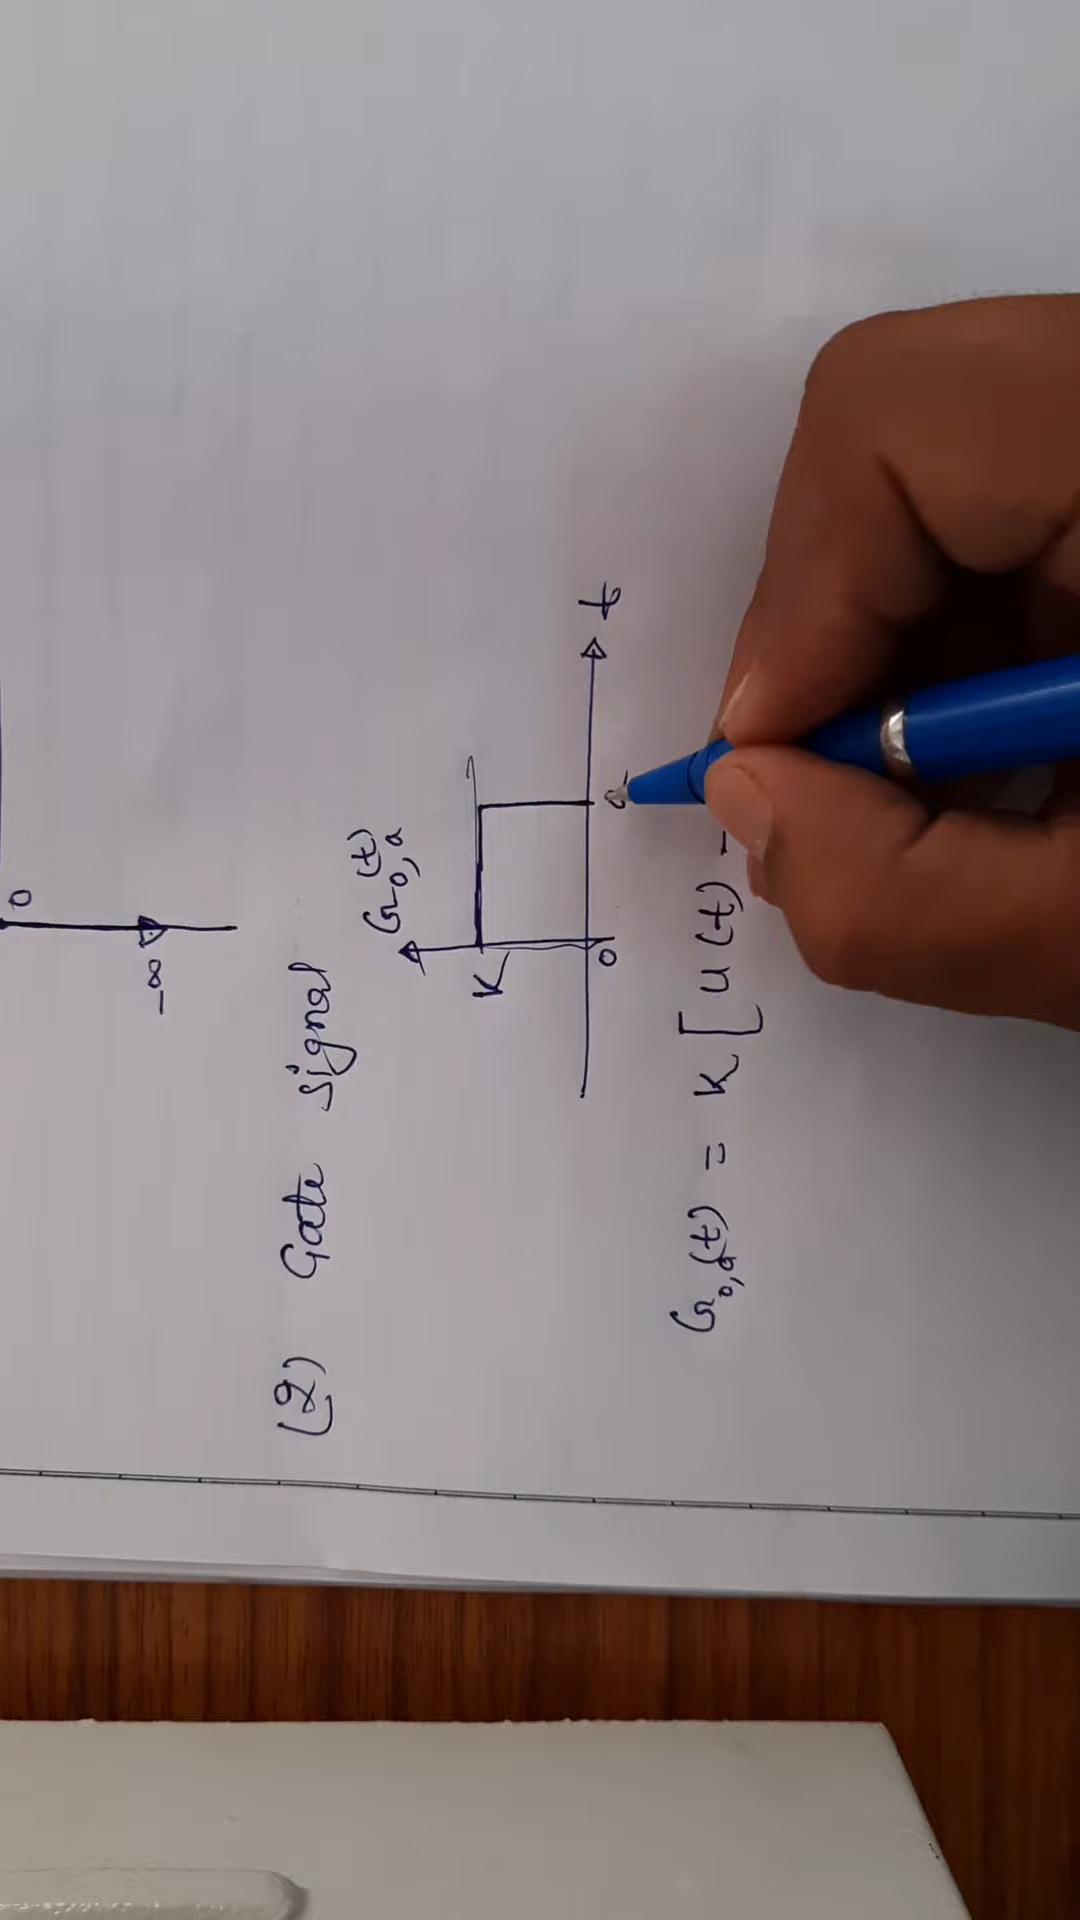 0
-∞
(2) Gate Signal
G₀,ₐ(t)
K
0 a t
G₀,ₐ(t) = K [ u(t) -